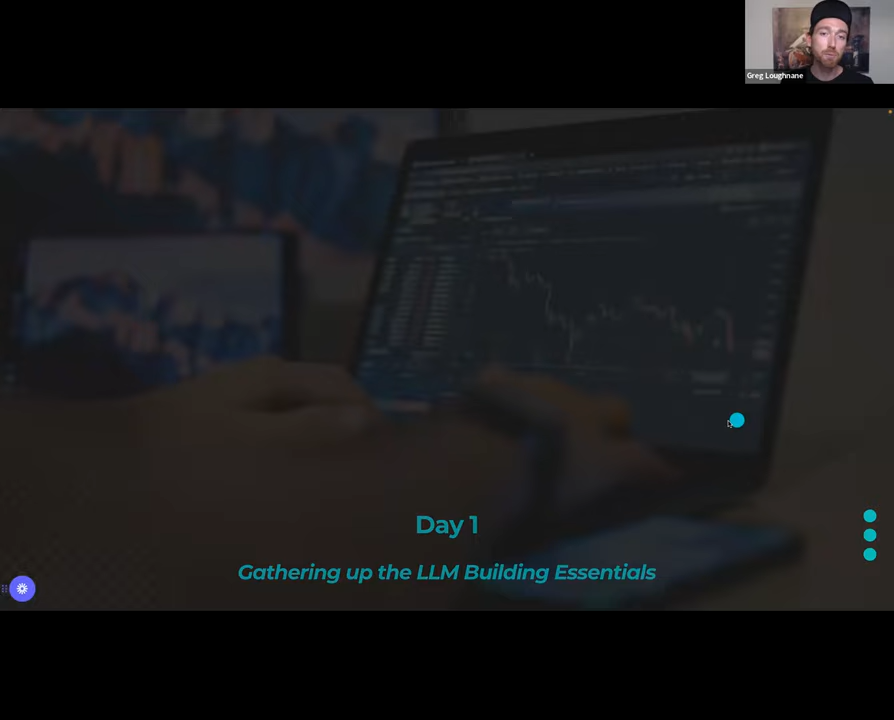 Greg Loughnane
Day 1
Gathering up the LLM Building Essentials